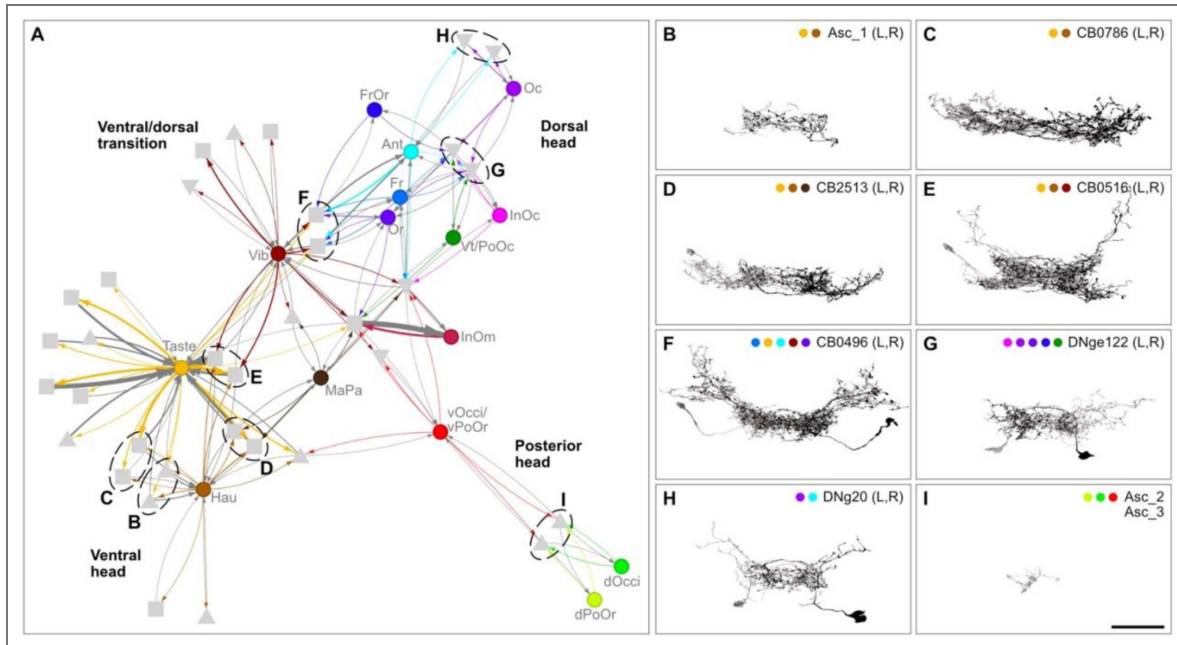 A
H
Oc
FrOr
Ventral/dorsal
transition
Dorsal
head
Ant
G
Fr
F
Or
InOc
Vt/PoOc
Vib
InOm
Taste
E
MaPa
vOcci/
vPoOr
D
Posterior
head
C
Hau
B
I
Ventral
head
dOcci
dPoOr
B
Asc_1 (L,R)
C
CB0786 (L,R)
D
CB2513 (L,R)
E
CB0516 (L,R)
F
CB0496 (L,R)
G
DNge122 (L,R)
H
DNg20 (L,R)
I
Asc_2
Asc_3